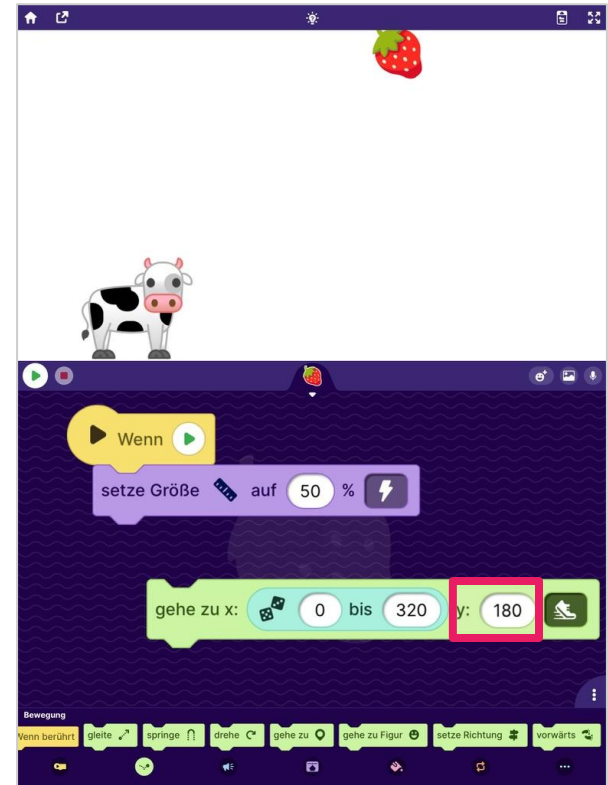 Wenn
setze Größe auf 50 %
gehe zu x: 0 bis 320 y: 180
Bewegung
Wenn berührt gleite springe drehe gehe zu gehe zu Figur setze Richtung vorwärts